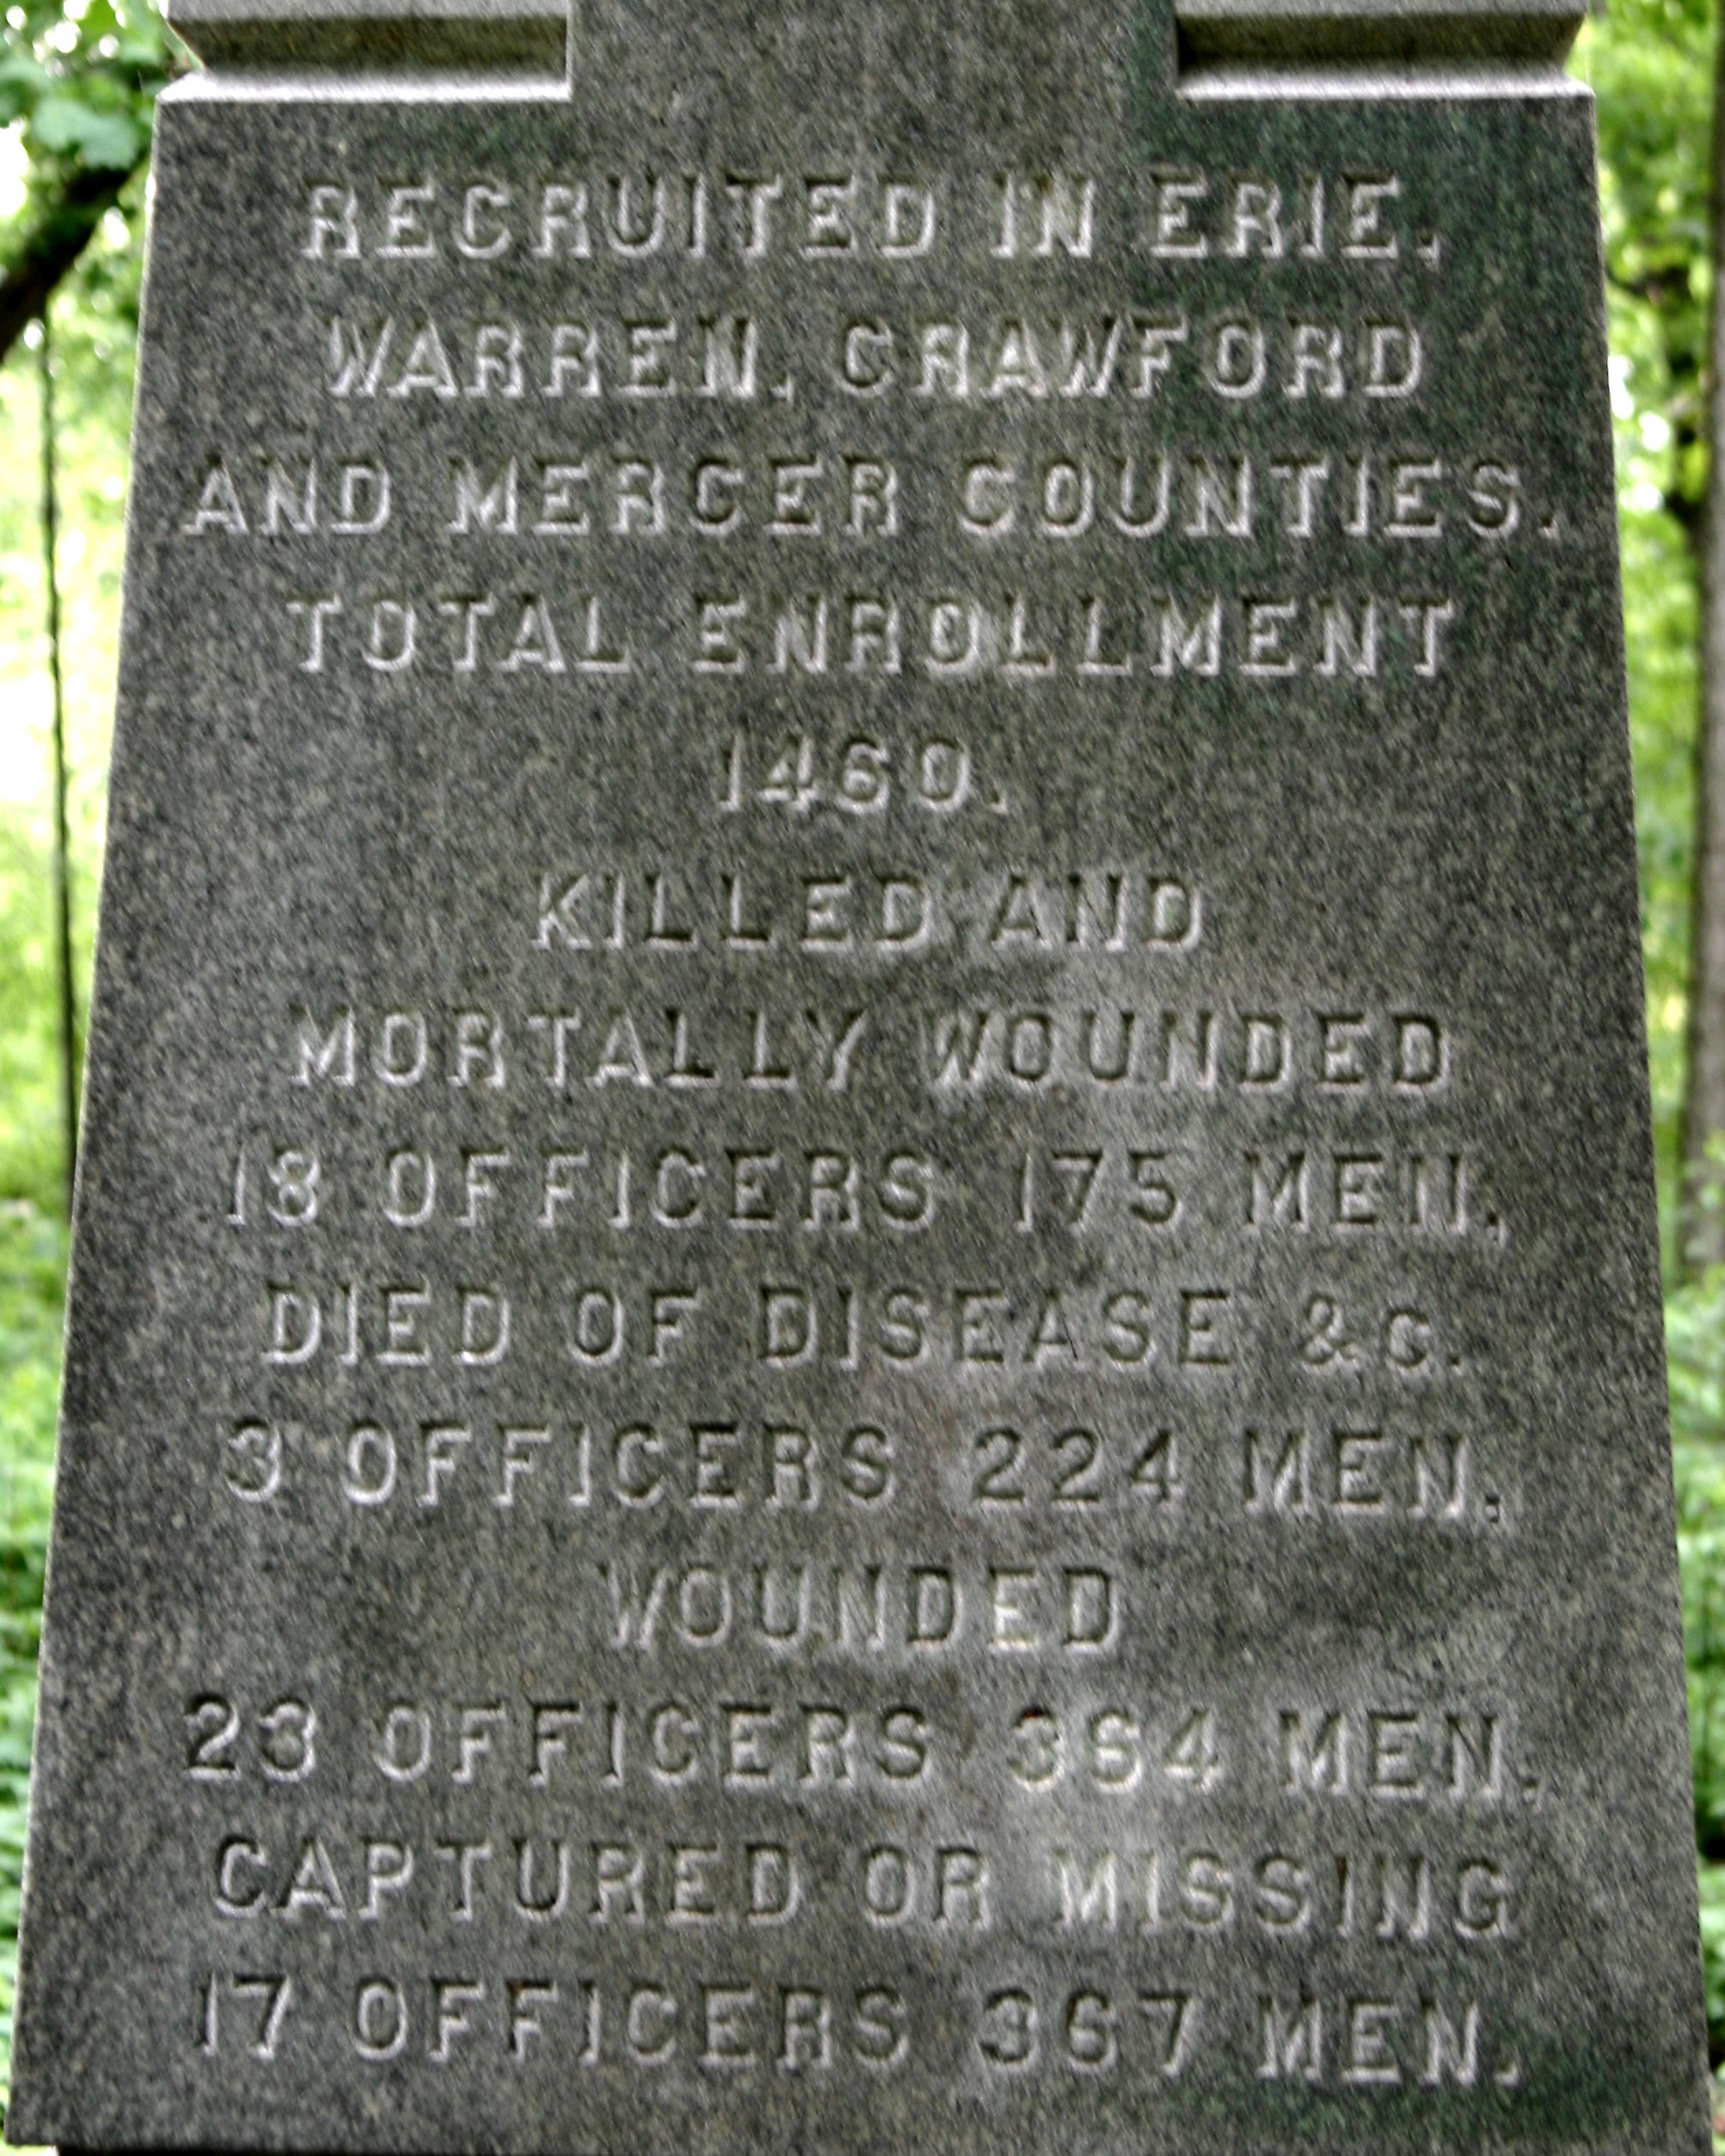 RECRUITED IN ERIE,
WARREN, CRAWFORD
AND MERCER COUNTIES.
TOTAL ENROLLMENT
1460.
KILLED AND
MORTALLY WOUNDED
18 OFFICERS 175 MEN,
DIED OF DISEASE &C.
3 OFFICERS 224 MEN,
WOUNDED
23 OFFICERS 364 MEN.
CAPTURED OR MISSING
17 OFFICERS 367 MEN.